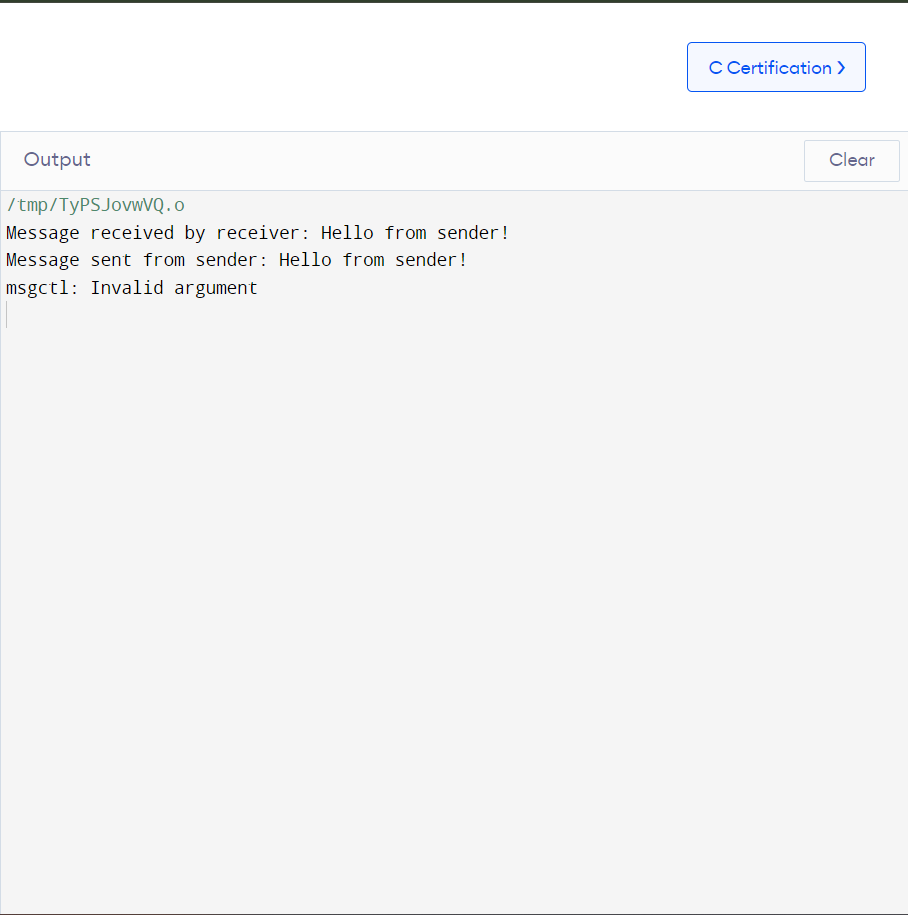 C Certification >
Output
Clear
/tmp/TyPSJovwVQ.o
Message received by receiver: Hello from sender!
Message sent from sender: Hello from sender!
msgctl: Invalid argument